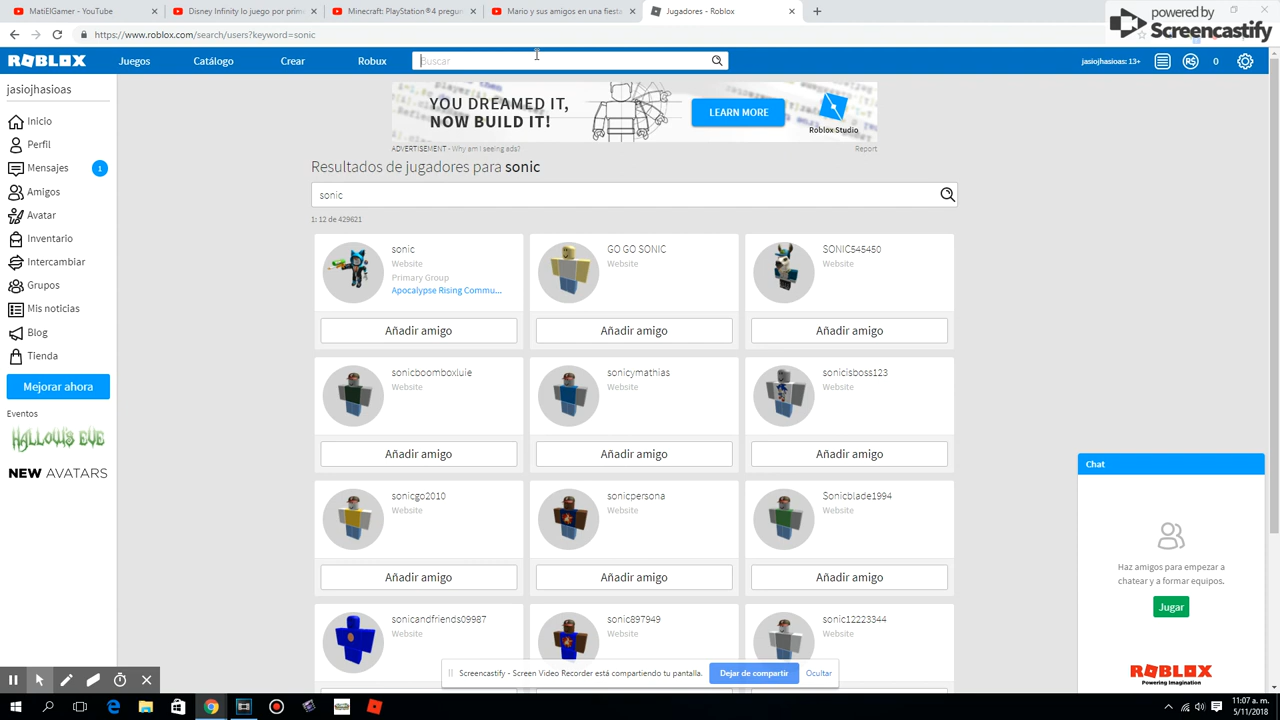 MatiElGamer - YouTube
Disney Infinity lo juego por prime
Minecraft: PlayStation®4 pregun
Mario y sus amigos en una fiesta
Jugadores - Roblox
https://www.roblox.com/search/users?keyword=sonic
powered by
Screencastify
ROBLOX
Juegos
Catálogo
Crear
Robux
Buscar
jasiojhasioas: 13+
0
jasiojhasioas
Inicio
Perfil
Mensajes
1
Amigos
Avatar
Inventario
Intercambiar
Grupos
Mis noticias
Blog
Tienda
Mejorar ahora
Eventos
HALLOW'S EVE
NEW AVATARS
YOU DREAMED IT,
NOW BUILD IT!
LEARN MORE
Roblox Studio
ADVERTISEMENT - Why am I seeing ads?
Report
Resultados de jugadores para sonic
sonic
1: 12 de 429621
sonic
Website
Primary Group
Apocalypse Rising Commu...
Añadir amigo
GO GO SONIC
Website
Añadir amigo
SONIC545450
Website
Añadir amigo
sonicboomboxluie
Website
Añadir amigo
sonicymathias
Website
Añadir amigo
sonicisboss123
Website
Añadir amigo
sonicgo2010
Website
Añadir amigo
sonicpersona
Website
Añadir amigo
Sonicblade1994
Website
Añadir amigo
sonicandfriends09987
Website
sonic897949
Website
sonic12223344
Website
Chat
Haz amigos para empezar a
chatear y a formar equipos.
Jugar
ROBLOX
Powering Imagination
Screencastify - Screen Video Recorder está compartiendo tu pantalla.
Dejar de compartir
Ocultar
11:07 a. m.
5/11/2018